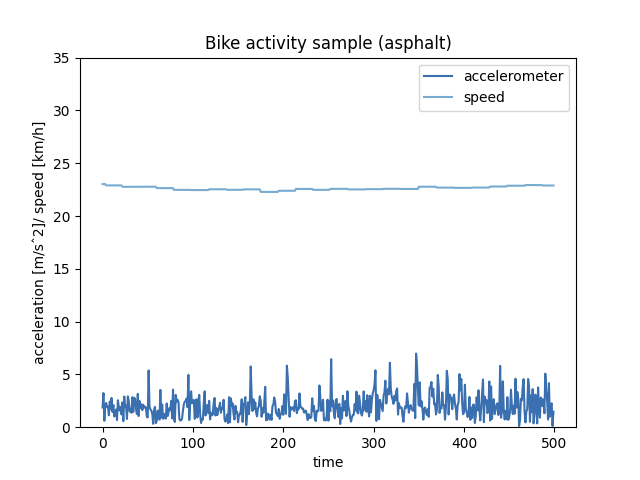 Bike activity sample (asphalt)
35
30
25
20
15
10
5
0
acceleration [m/sˆ2]/ speed [km/h]
accelerometer
speed
0 100 200 300 400 500
time